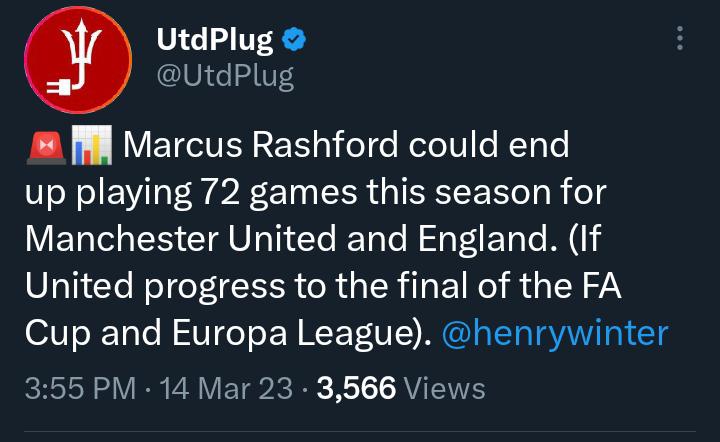 UtdPlug
@UtdPlug
🚨📊 Marcus Rashford could end
up playing 72 games this season for
Manchester United and England. (If
United progress to the final of the FA
Cup and Europa League). @henrywinter
3:55 PM · 14 Mar 23 · 3,566 Views